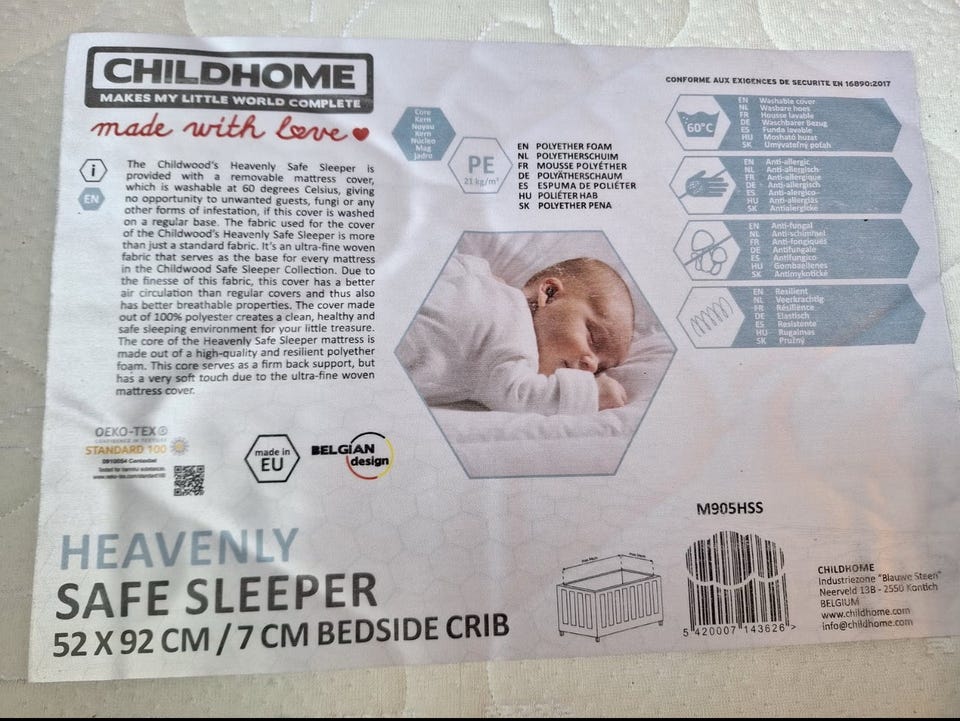 CHILDHOME
MAKES MY LITTLE WORLD COMPLETE
made with love
i
EN
The Childwood's Heavenly Safe Sleeper is
provided with a removable mattress cover,
which is washable at 60 degrees Celsius, giving
no opportunity to unwanted guests, fungi or any
other forms of infestation, if this cover is washed
on a regular base. The fabric used for the cover
of the Childwood's Heavenly Safe Sleeper is more
than just a standard fabric. It's an ultra-fine woven
fabric that serves as the base for every mattress
in the Childwood Safe Sleeper Collection. Due to
the finesse of this fabric, this cover has a better
air circulation than regular covers and thus also
has better breathable properties. The cover made
out of 100% polyester creates a clean, healthy and
safe sleeping environment for your little treasure.
The core of the Heavenly Safe Sleeper mattress is
made out of a high-quality and resilient polyether
foam. This core serves as a firm back support, but
has a very soft touch due to the ultra-fine woven
mattress cover.
OEKO-TEX®
CONFIDENCE IN TEXTILES
STANDARD 100
0910054 Centexbel
Tested for harmful substances.
www.oeko-tex.com/standard100
made in
EU
BELGIAN
design
Core
Kern
Noyau
Kern
Núcleo
Mag
Jadro
PE
21 kg/m³
EN POLYETHER FOAM
NL POLYETHERSCHUIM
FR MOUSSE POLYÉTHER
DE POLYÄTHERSCHAUM
ES ESPUMA DE POLIÉTER
HU POLIÉTER HAB
SK POLYETHER PENA
CONFORME AUX EXIGENCES DE SECURITE EN 16890:2017
60°C
EN Washable cover
NL Wasbare hoes
FR Housse lavable
DE Waschbarer Bezug
ES Funda lavable
HU Mosható huzat
SK Umývateľný poťah
EN Anti-allergic
NL Anti-allergisch
FR Anti-allergique
DE Anti-allergisch
ES Anti-alergico
HU Anti-allergiás
SK Antialergické
EN Anti-fungal
NL Anti-schimmel
FR Anti-fongiques
DE Antifungale
ES Antifungico
HU Gombaellenes
SK Antimykotické
EN Resilient
NL Veerkrachtig
FR Résilience
DE Elastisch
ES Resistente
HU Rugalmas
SK Pružný
HEAVENLY
SAFE SLEEPER
52 X 92 CM / 7 CM BEDSIDE CRIB
M905HSS
5 420007 143626 >
CHILDHOME
Industriezone "Blauwe Steen"
Neerveld 13B - 2550 Kontich
BELGIUM
www.childhome.com
info@childhome.com